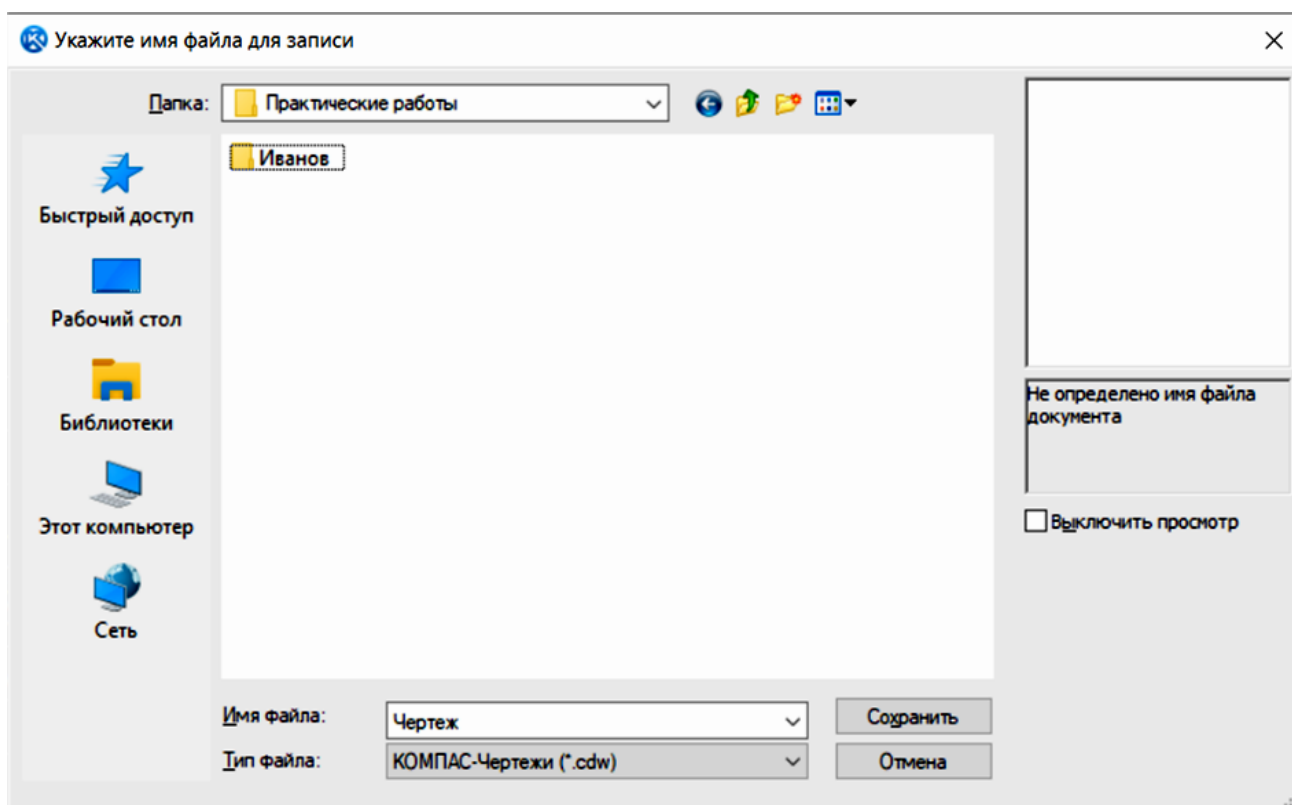 Укажите имя файла для записи
Папка: Практические работы
Иванов
Быстрый доступ
Рабочий стол
Библиотеки
Этот компьютер
Сеть
Не определено имя файла
документа
Выключить просмотр
Имя файла: Чертеж Сохранить
Тип файла: КОМПАС-Чертежи (*.cdw) Отмена